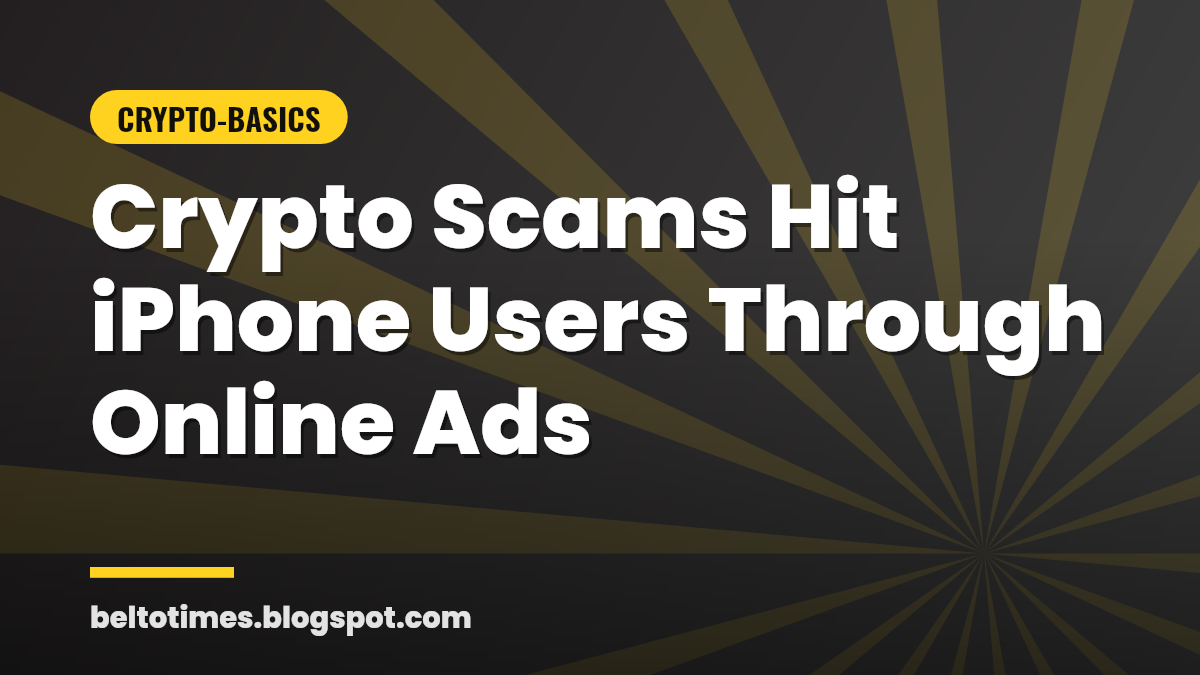 CRYPTO-BASICS
Crypto Scams Hit
iPhone Users Through
Online Ads
beltotimes.blogspot.com